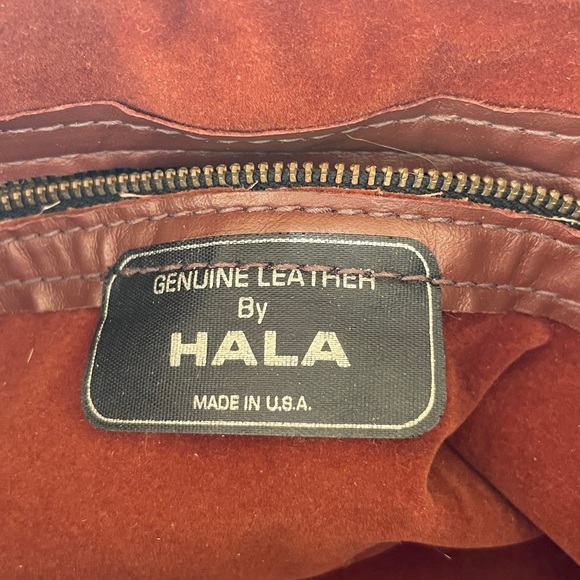 GENUINE LEATHER
By
HALA
MADE IN U.S.A.